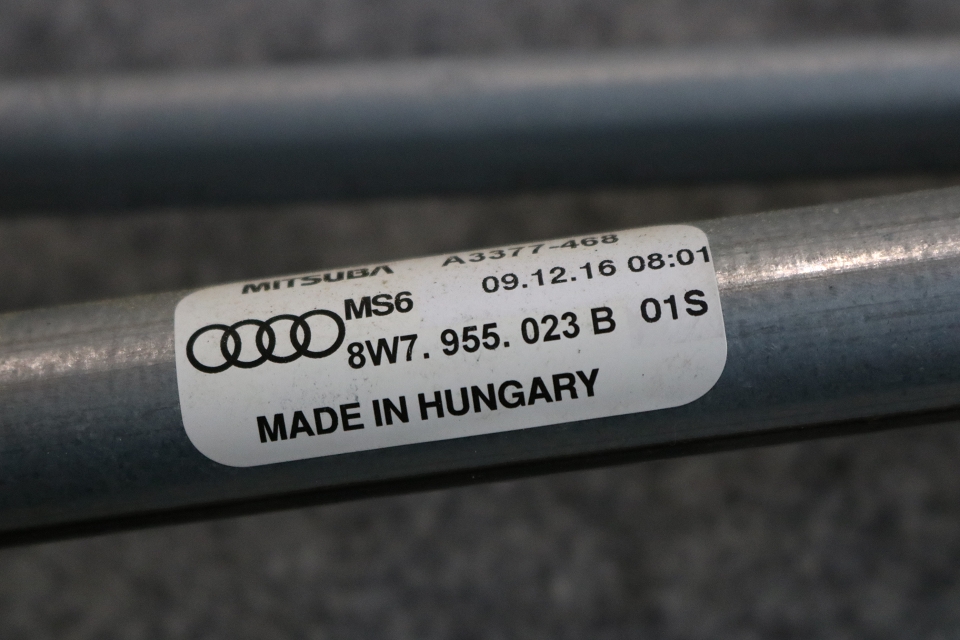 MITSUBA A3377-468
MS6 09.12.16 08:01
8W7. 955. 023 B 01S
MADE IN HUNGARY